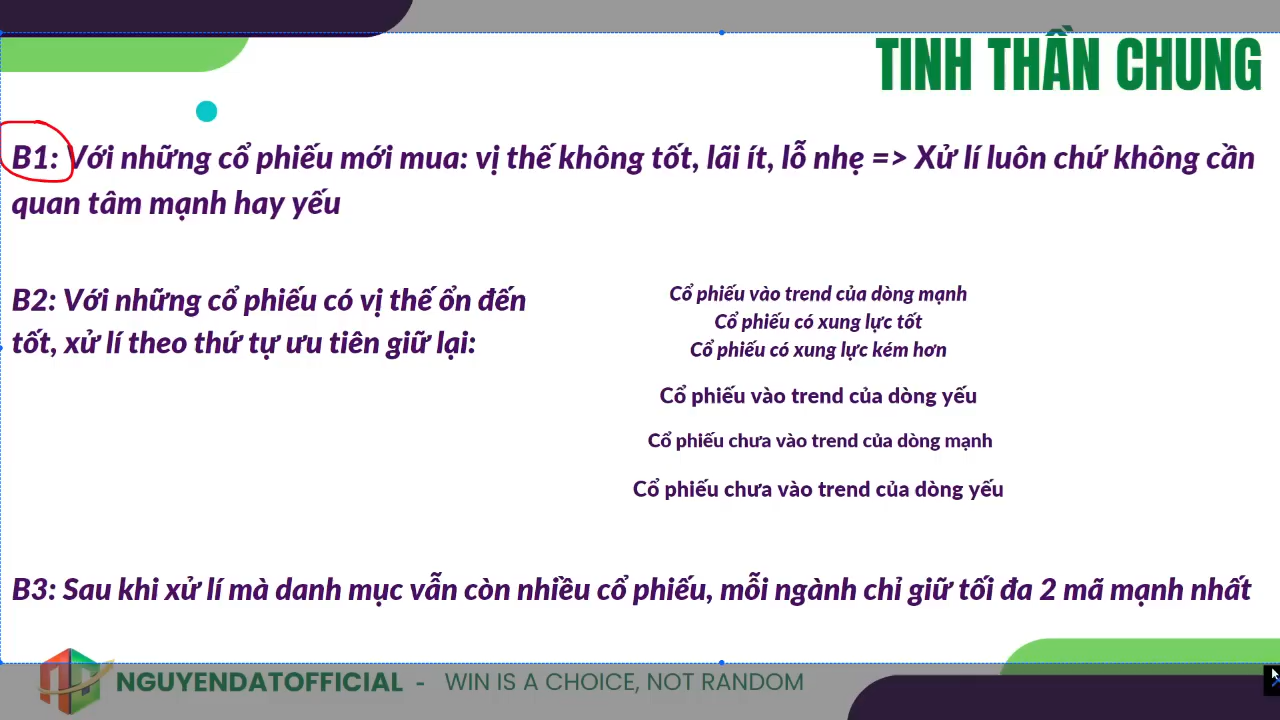 TINH THẦN CHUNG
B1: Với những cổ phiếu mới mua: vị thế không tốt, lãi ít, lỗ nhẹ => Xử lí luôn chứ không cần
quan tâm mạnh hay yếu
B2: Với những cổ phiếu có vị thế ổn đến
tốt, xử lí theo thứ tự ưu tiên giữ lại:
Cổ phiếu vào trend của dòng mạnh
Cổ phiếu có xung lực tốt
Cổ phiếu có xung lực kém hơn
Cổ phiếu vào trend của dòng yếu
Cổ phiếu chưa vào trend của dòng mạnh
Cổ phiếu chưa vào trend của dòng yếu
B3: Sau khi xử lí mà danh mục vẫn còn nhiều cổ phiếu, mỗi ngành chỉ giữ tối đa 2 mã mạnh nhất
NGUYENDATOFFICIAL - WIN IS A CHOICE, NOT RANDOM